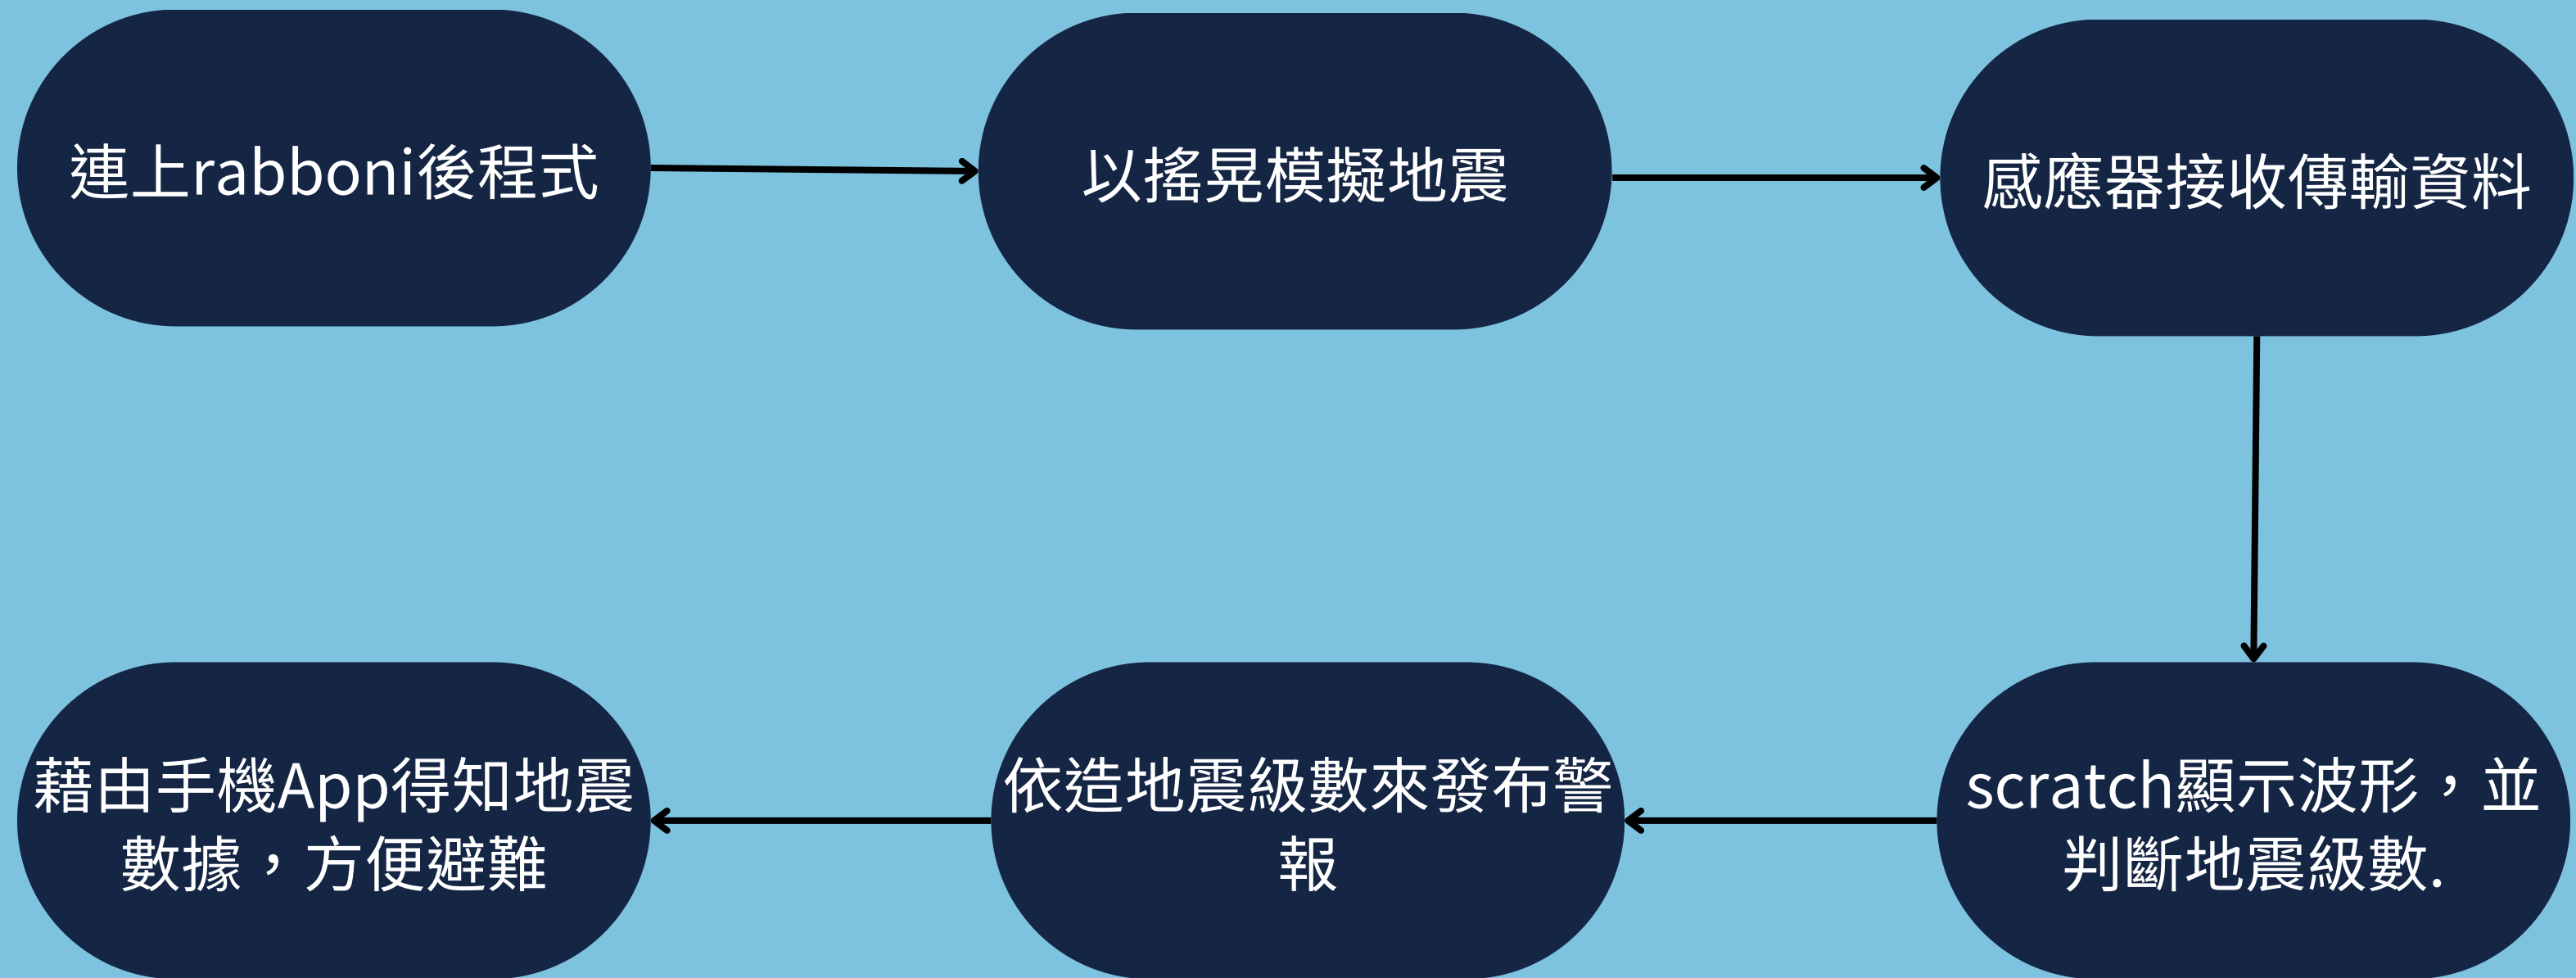 連上rabboni後程式
以搖晃模擬地震
感應器接收傳輸資料
scratch顯示波形，並
判斷地震級數.
依造地震級數來發布警
報
藉由手機App得知地震
數據，方便避難